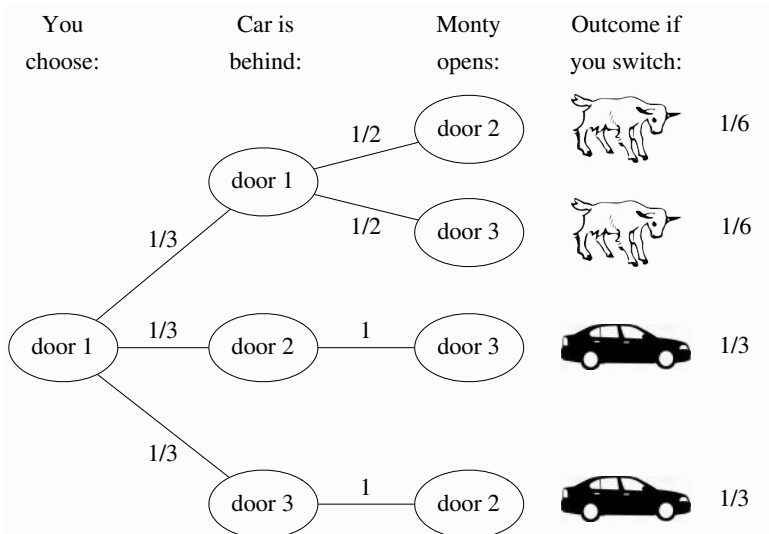 You
choose:
Car is
behind:
Monty
opens:
Outcome if
you switch:
door 1
1/3
door 1
1/2
door 2
1/6
1/2
door 3
1/6
1/3
door 2
1
door 3
1/3
1/3
door 3
1
door 2
1/3